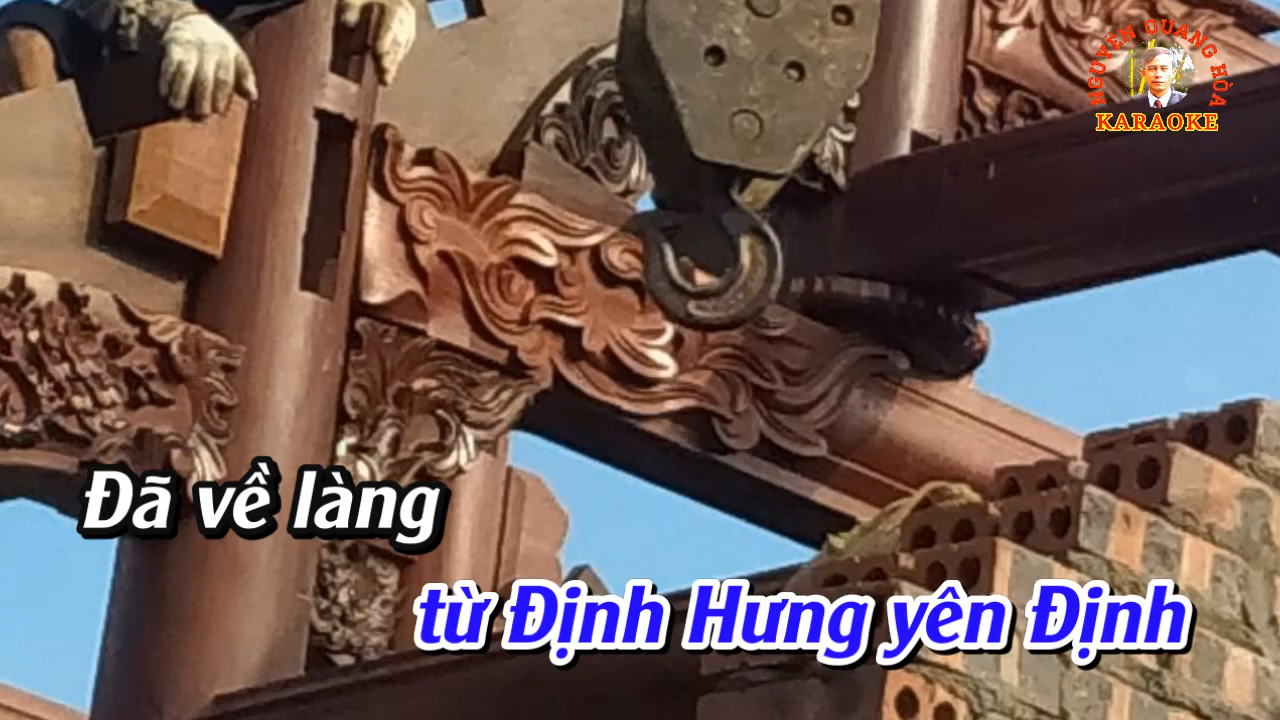 NGUYỄN QUANG HÒA
KARAOKE
Đã về làng
từ Định Hưng yên Định